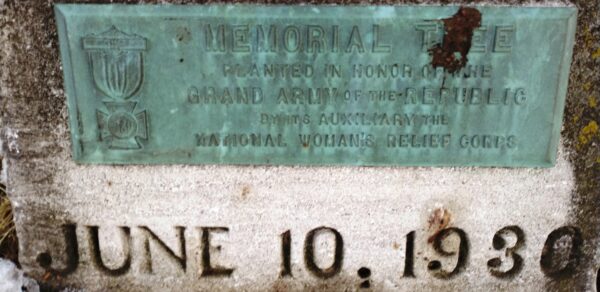 MEMORIAL TREE
PLANTED IN HONOR OF THE
GRAND ARMY OF THE REPUBLIC
BY ITS AUXILIARY THE
NATIONAL WOMAN'S RELIEF CORPS
JUNE 10, 1930